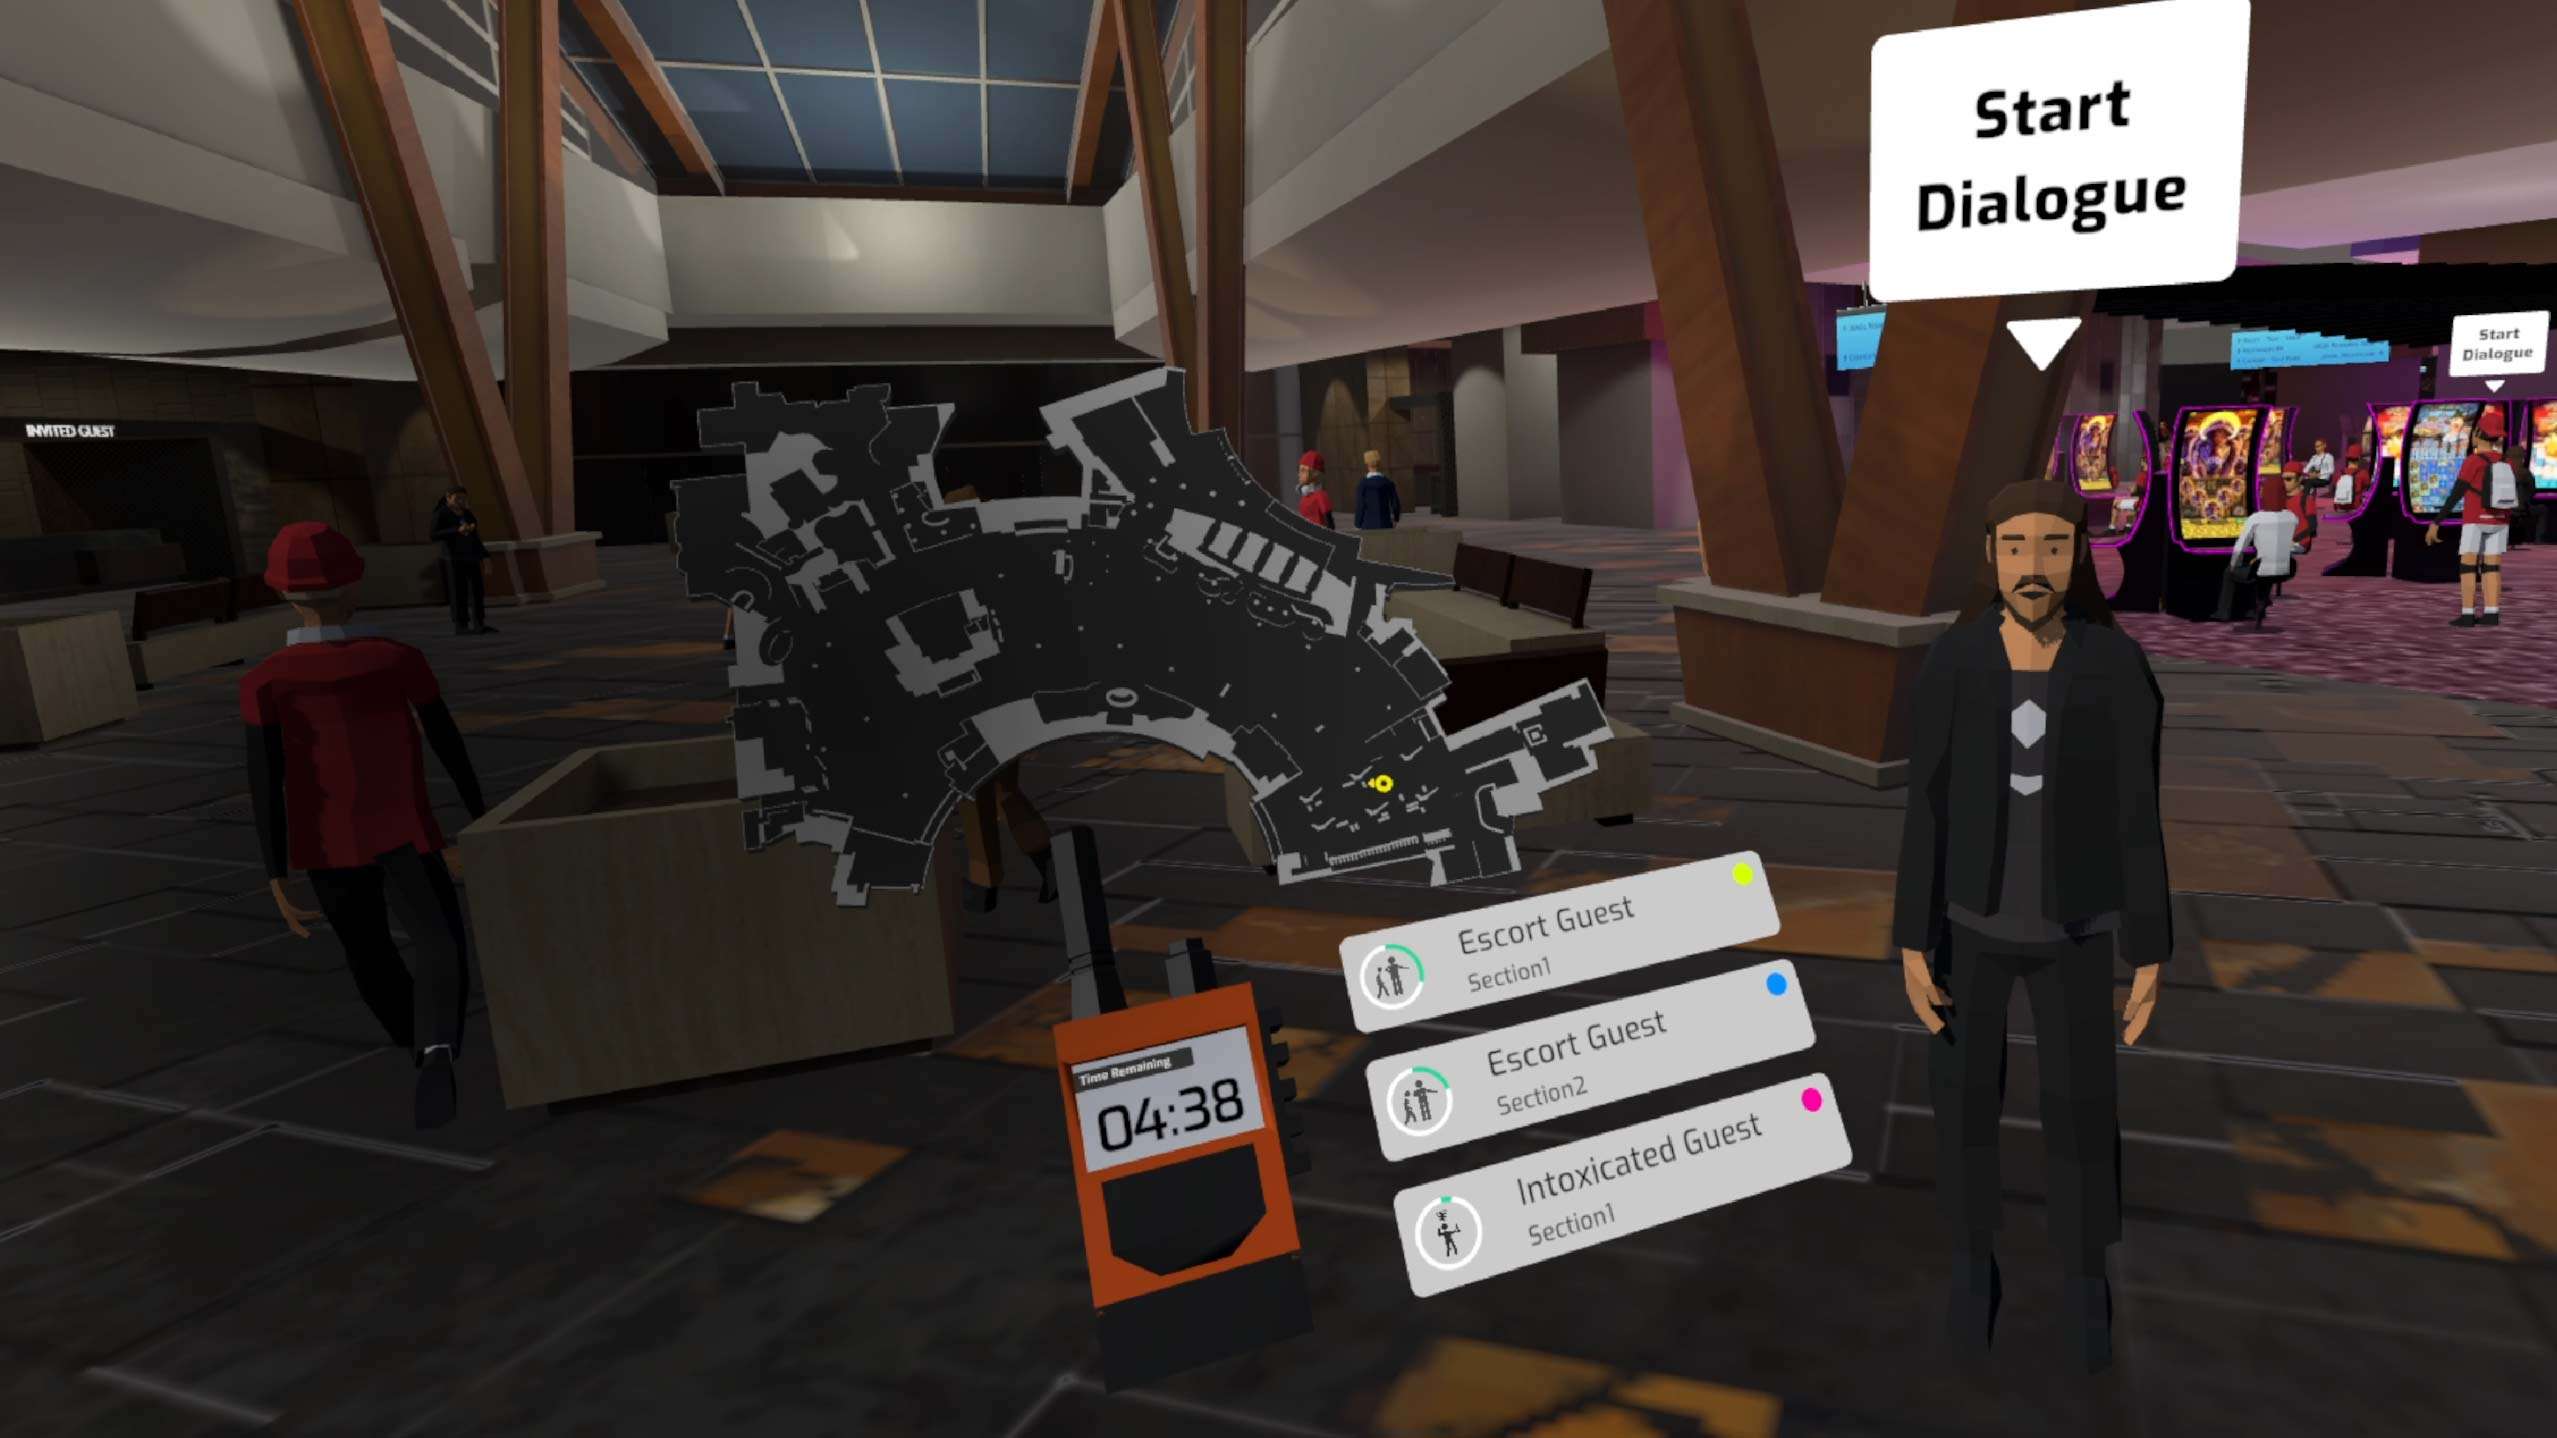 Start
Dialogue
Start
Dialogue
INVITED GUEST
Escort Guest
Section1
Escort Guest
Section2
Intoxicated Guest
Section1
Time Remaining
04:38